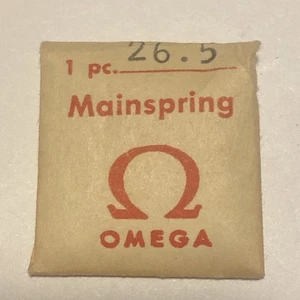 1 pc. 26.5
Mainspring
Ω
OMEGA